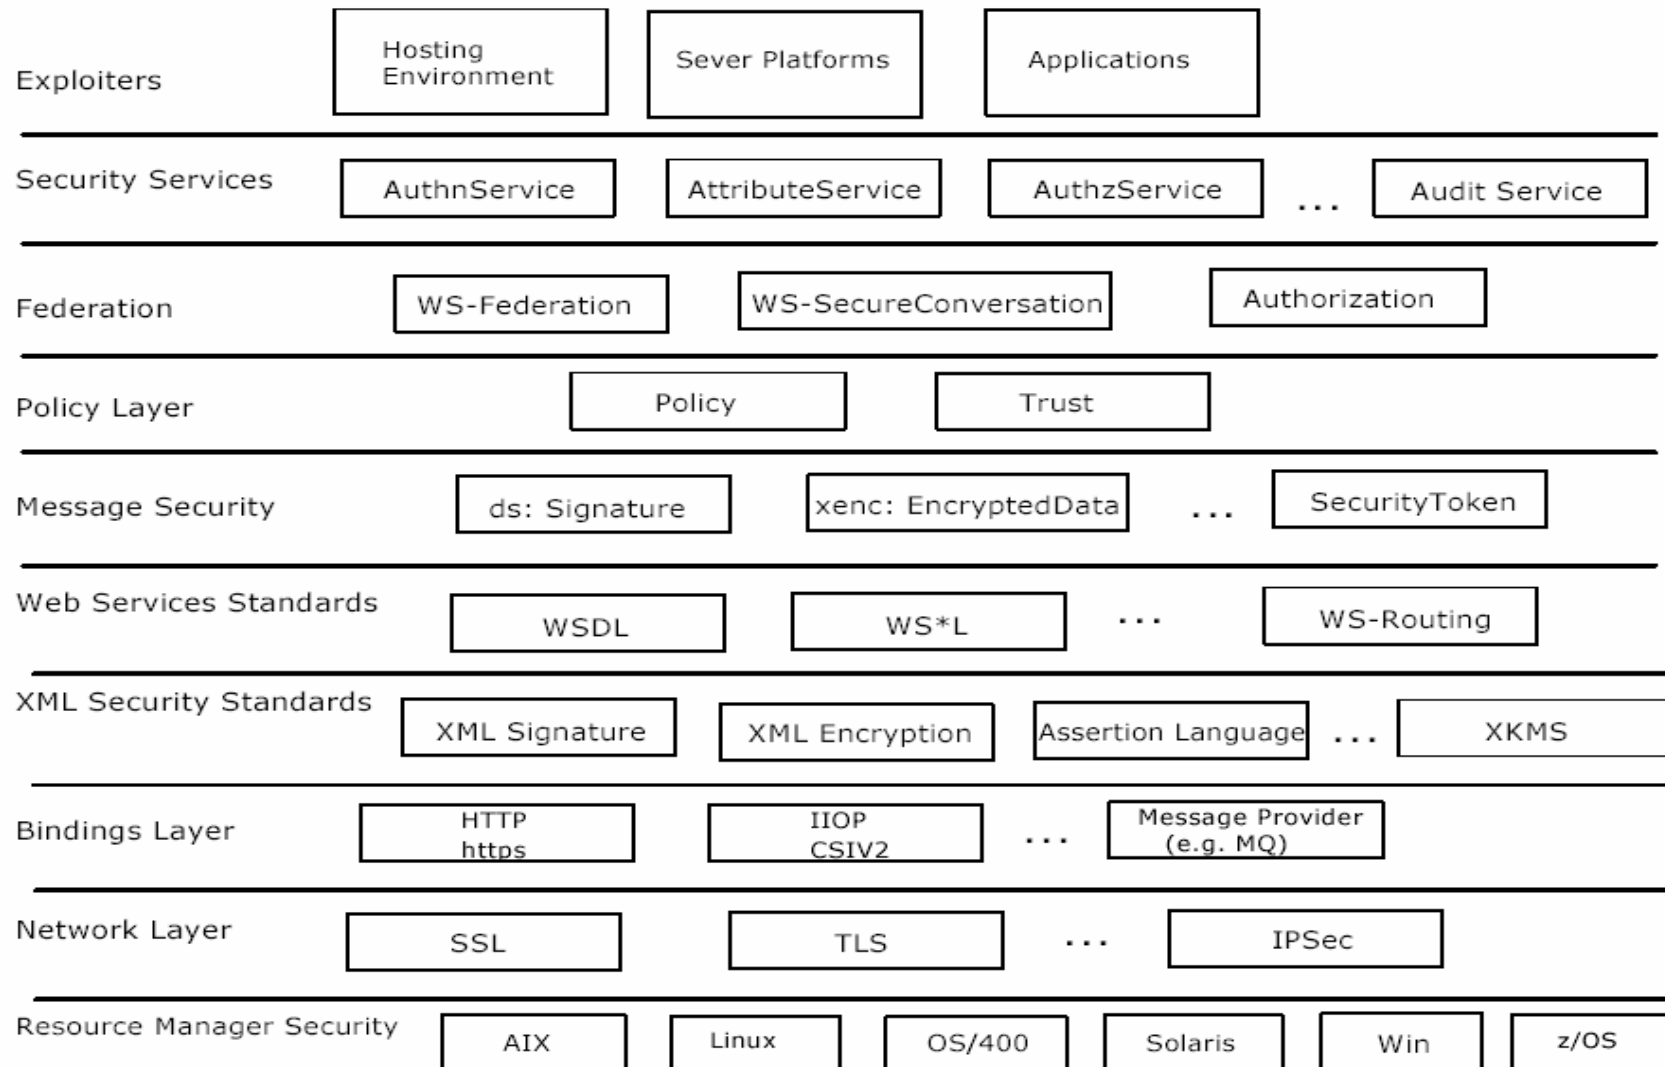 Exploiters
Hosting
Environment
Sever Platforms
Applications
Security Services
AuthnService
AttributeService
AuthzService
...
Audit Service
Federation
WS-Federation
WS-SecureConversation
Authorization
Policy Layer
Policy
Trust
Message Security
ds: Signature
xenc: EncryptedData
...
SecurityToken
Web Services Standards
WSDL
WS*L
...
WS-Routing
XML Security Standards
XML Signature
XML Encryption
Assertion Language
...
XKMS
Bindings Layer
HTTP
https
IIOP
CSIV2
...
Message Provider
(e.g. MQ)
Network Layer
SSL
TLS
...
IPSec
Resource Manager Security
AIX
Linux
OS/400
Solaris
Win
z/OS